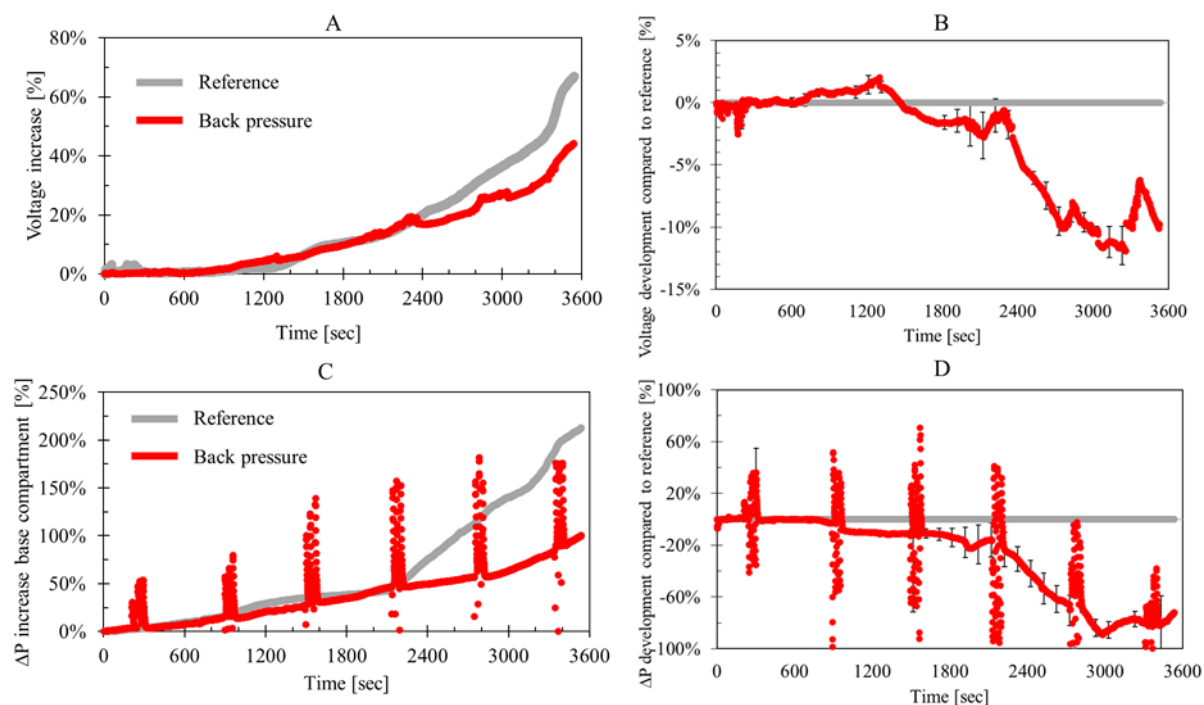 A
Voltage increase [%]
80%
60%
40%
20%
0%
Reference
Back pressure
0 600 1200 1800 2400 3000 3600
Time [sec]
B
Voltage development compared to reference [%]
5%
0%
-5%
-10%
-15%
0 600 1200 1800 2400 3000 3600
Time [sec]
C
ΔP increase base compartment [%]
250%
200%
150%
100%
50%
0%
Reference
Back pressure
0 600 1200 1800 2400 3000 3600
Time [sec]
D
ΔP development compared to reference [%]
100%
60%
20%
-20%
-60%
-100%
0 600 1200 1800 2400 3000 3600
Time [sec]